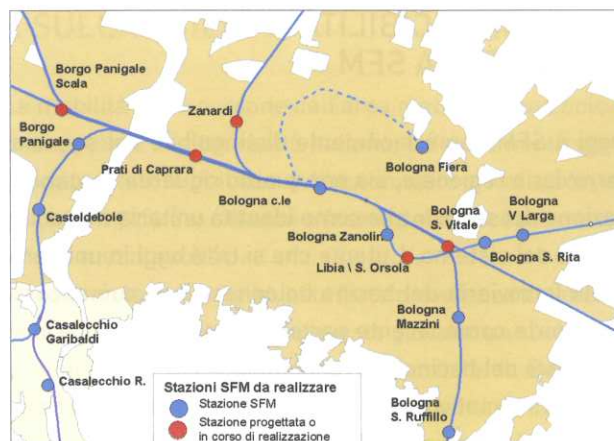 A SFM
Borgo Panigale
Scala
Borgo
Panigale
Zanardi
Prati di Caprara
Bologna Fiera
Bologna c.le
Casteldebole
Bologna
S. Vitale
Bologna
V Larga
Bologna Zanolini
Bologna S. Rita
Libia \ S. Orsola
Casalecchio
Garibaldi
Bologna
Mazzini
Casalecchio R.
Bologna
S. Ruffillo
Stazioni SFM da realizzare
Stazione SFM
Stazione progettata o
in corso di realizzazione